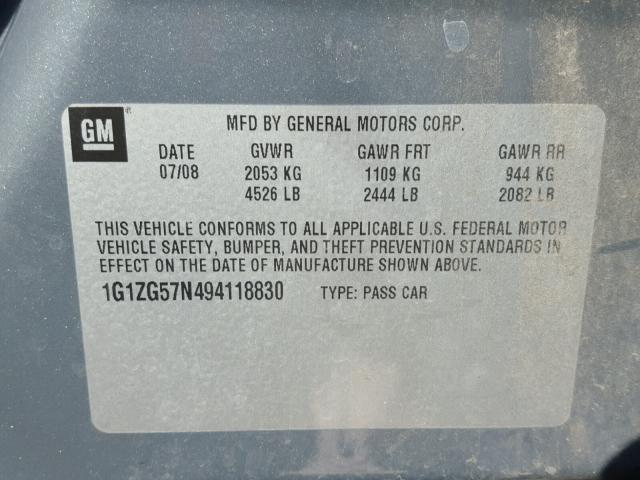 GM
MFD BY GENERAL MOTORS CORP.
DATE GVWR GAWR FRT GAWR RR
07/08 2053 KG 1109 KG 944 KG
4526 LB 2444 LB 2082 LB
THIS VEHICLE CONFORMS TO ALL APPLICABLE U.S. FEDERAL MOTOR
VEHICLE SAFETY, BUMPER, AND THEFT PREVENTION STANDARDS IN
EFFECT ON THE DATE OF MANUFACTURE SHOWN ABOVE.
1G1ZG57N494118830 TYPE: PASS CAR